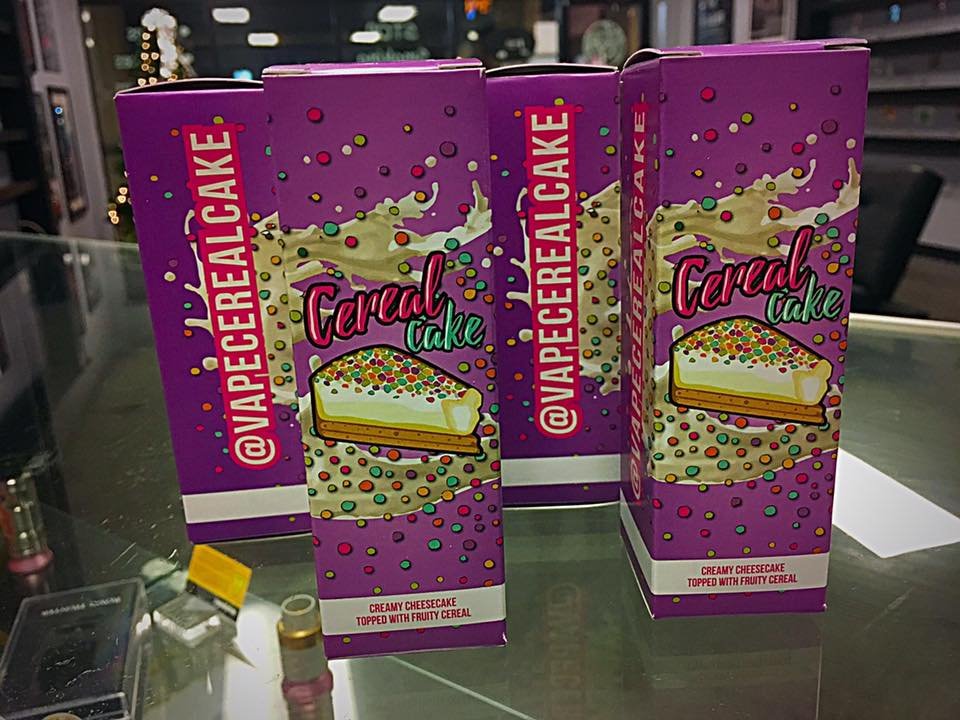 @VAPECEREALCAKE
Cereal
Cake
CREAMY CHEESECAKE
TOPPED WITH FRUITY CEREAL
@VAPECEREALCAKE
@VAPECEREALCAKE
Cereal
Cake
CREAMY CHEESECAKE
TOPPED WITH FRUITY CEREAL